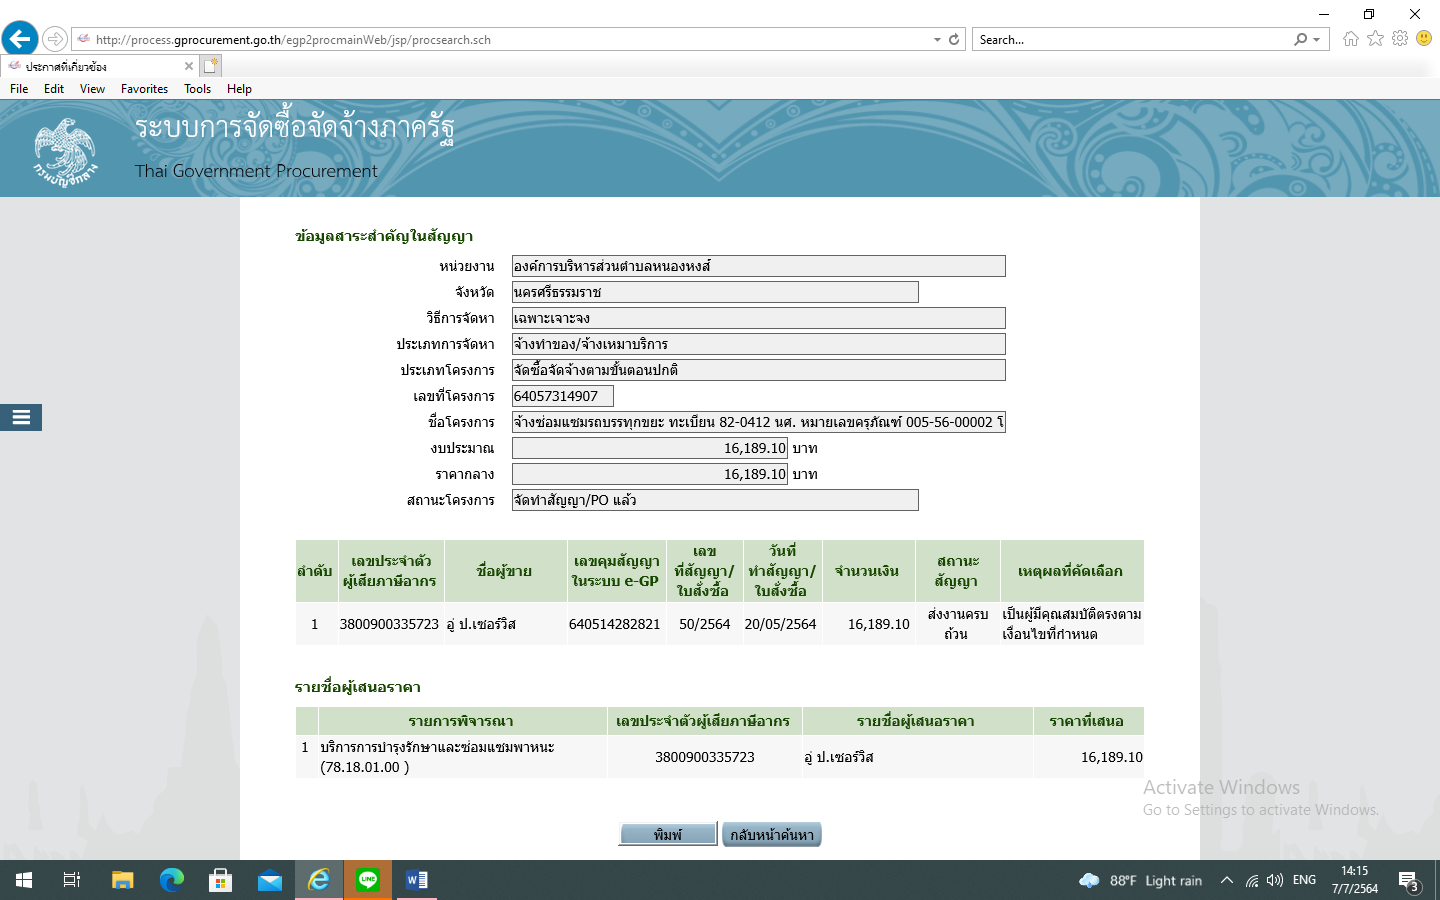 http://process.gprocurement.go.th/egp2procmainWeb/jsp/procsearch.sch
Search...
ประกาศที่เกี่ยวข้อง
File Edit View Favorites Tools Help
ระบบการจัดซื้อจัดจ้างภาครัฐ
Thai Government Procurement
กรมบัญชีกลาง
ข้อมูลสาระสำคัญในสัญญา
หน่วยงาน องค์การบริหารส่วนตำบลหนองหงส์
จังหวัด นครศรีธรรมราช
วิธีการจัดหา เฉพาะเจาะจง
ประเภทการจัดหา จ้างทำของ/จ้างเหมาบริการ
ประเภทโครงการ จัดซื้อจัดจ้างตามขั้นตอนปกติ
เลขที่โครงการ 64057314907
ชื่อโครงการ จ้างซ่อมแซมรถบรรทุกขยะ ทะเบียน 82-0412 นศ. หมายเลขครุภัณฑ์ 005-56-00002 โ
งบประมาณ 16,189.10 บาท
ราคากลาง 16,189.10 บาท
สถานะโครงการ จัดทำสัญญา/PO แล้ว
ลำดับ เลขประจำตัวผู้เสียภาษีอากร ชื่อผู้ขาย เลขคุมสัญญาในระบบ e-GP เลขที่สัญญา/ใบสั่งซื้อ วันที่ทำสัญญา/ใบสั่งซื้อ จำนวนเงิน สถานะสัญญา เหตุผลที่คัดเลือก
1 3800900335723 อู่ ป.เซอร์วิส 640514282821 50/2564 20/05/2564 16,189.10 ส่งงานครบถ้วน เป็นผู้มีคุณสมบัติตรงตามเงื่อนไขที่กำหนด
รายชื่อผู้เสนอราคา
รายการพิจารณา เลขประจำตัวผู้เสียภาษีอากร รายชื่อผู้เสนอราคา ราคาที่เสนอ
1 บริการการบำรุงรักษาและซ่อมแซมพาหนะ (78.18.01.00 ) 3800900335723 อู่ ป.เซอร์วิส 16,189.10
Activate Windows
Go to Settings to activate Windows.
พิมพ์ กลับหน้าค้นหา
LINE
88°F Light rain
ENG
14:15
7/7/2564
3